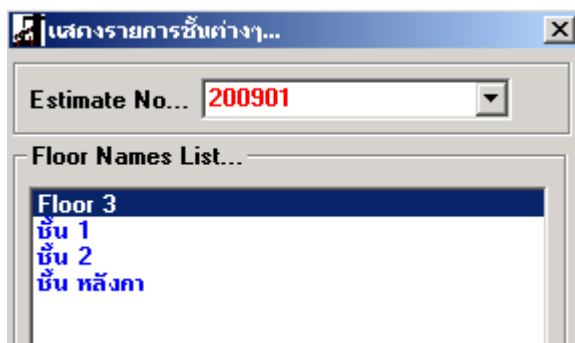 แสดงรายการชั้นต่างๆ...
Estimate No... 200901
Floor Names List...
Floor 3
ชั้น 1
ชั้น 2
ชั้น หลังคา